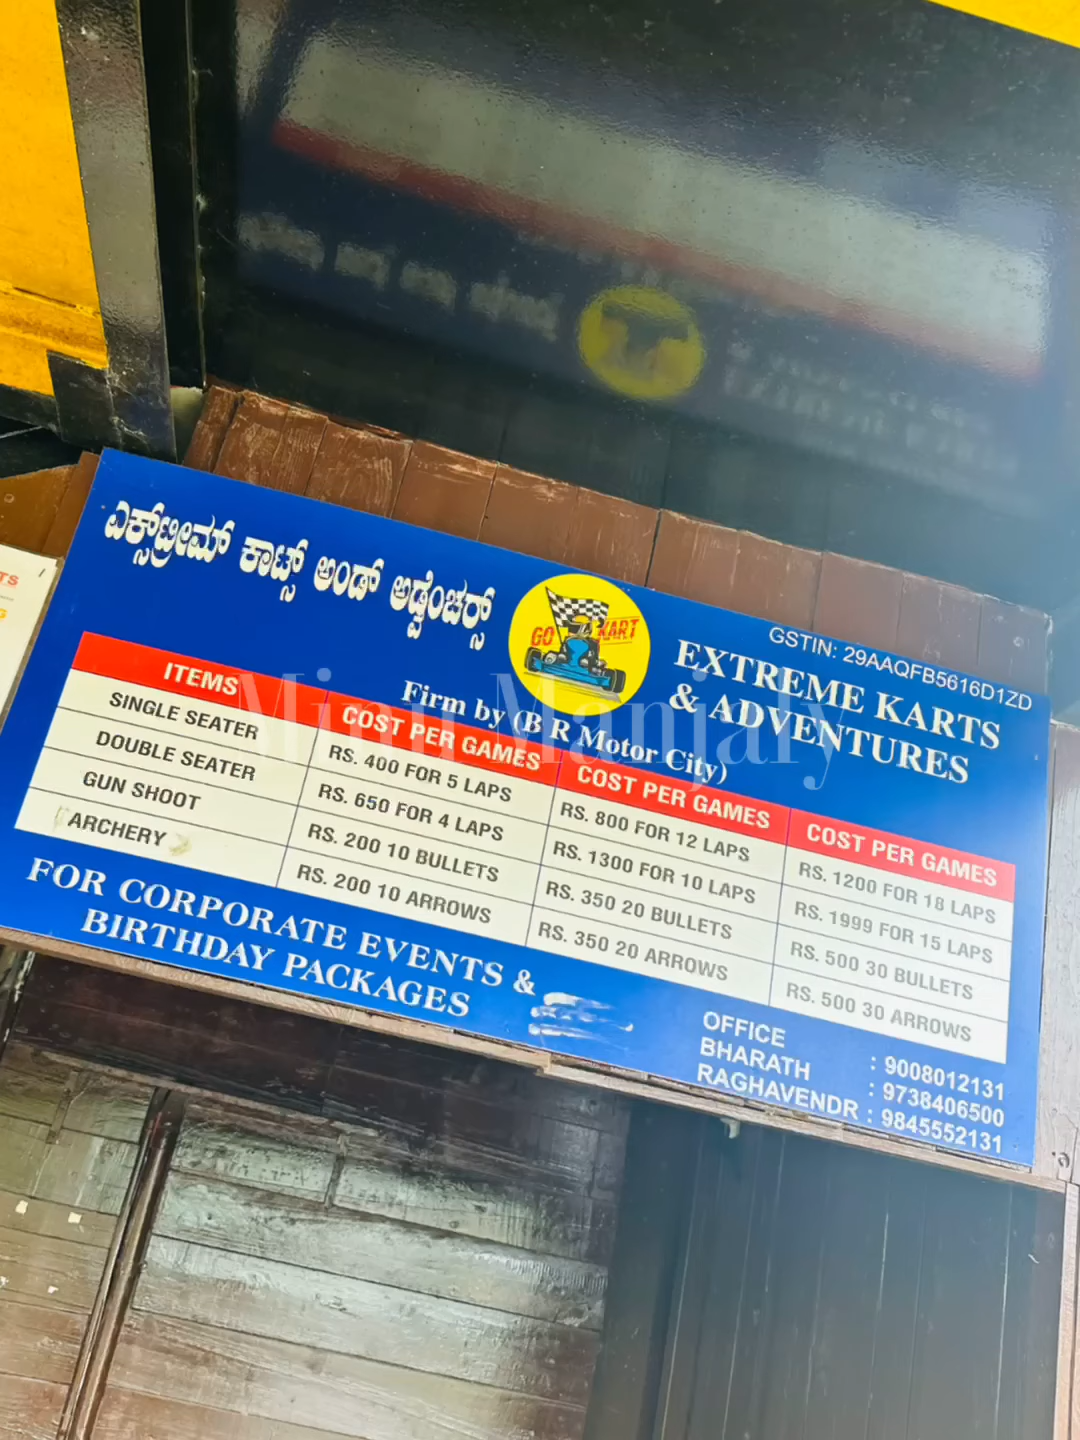 GSTIN: 29AAQFB5616D1ZD
ಎಕ್ಸ್‌ಟ್ರೀಮ್ ಕಾರ್ಟ್ಸ್ ಅಂಡ್ ಅಡ್ವೆಂಚರ್ಸ್
GO KART
EXTREME KARTS
& ADVENTURES
Firm by (B R Motor City)
ITEMS COST PER GAMES COST PER GAMES COST PER GAMES
SINGLE SEATER RS. 400 FOR 5 LAPS RS. 800 FOR 12 LAPS RS. 1200 FOR 18 LAPS
DOUBLE SEATER RS. 650 FOR 4 LAPS RS. 1300 FOR 10 LAPS RS. 1999 FOR 15 LAPS
GUN SHOOT RS. 200 10 BULLETS RS. 350 20 BULLETS RS. 500 30 BULLETS
ARCHERY RS. 200 10 ARROWS RS. 350 20 ARROWS RS. 500 30 ARROWS
FOR CORPORATE EVENTS &
BIRTHDAY PACKAGES
OFFICE : 9008012131
BHARATH : 9738406500
RAGHAVENDR : 9845552131
Minu Manjaly